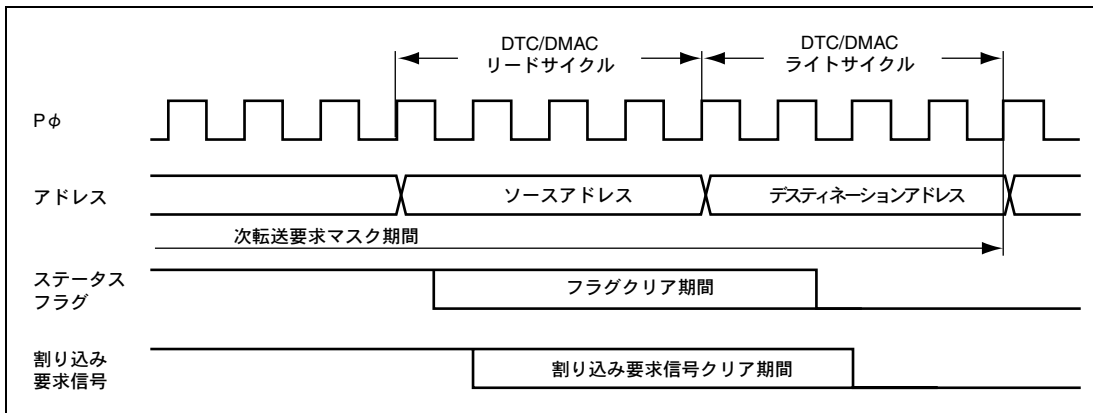 DTC/DMAC
リードサイクル
DTC/DMAC
ライトサイクル
Pφ
アドレス
ソースアドレス
デスティネーションアドレス
次転送要求マスク期間
ステータス
フラグ
フラグクリア期間
割り込み
要求信号
割り込み要求信号クリア期間